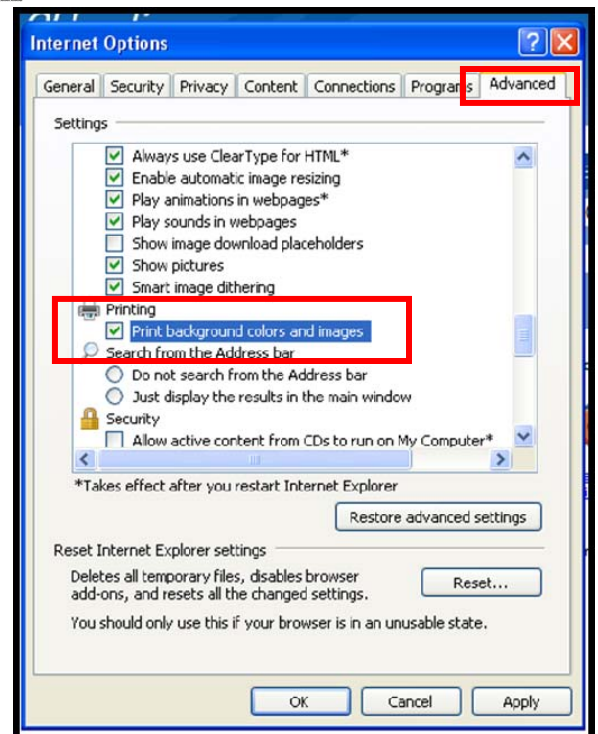 Internet Options
General Security Privacy Content Connections Programs Advanced
Settings
Always use ClearType for HTML*
Enable automatic image resizing
Play animations in webpages*
Play sounds in webpages
Show image download placeholders
Show pictures
Smart image dithering
Printing
Print background colors and images
Search from the Address bar
Do not search from the Address bar
Just display the results in the main window
Security
Allow active content from CDs to run on My Computer*
*Takes effect after you restart Internet Explorer
Restore advanced settings
Reset Internet Explorer settings
Deletes all temporary files, disables browser
add-ons, and resets all the changed settings.
Reset...
You should only use this if your browser is in an unusable state.
OK Cancel Apply